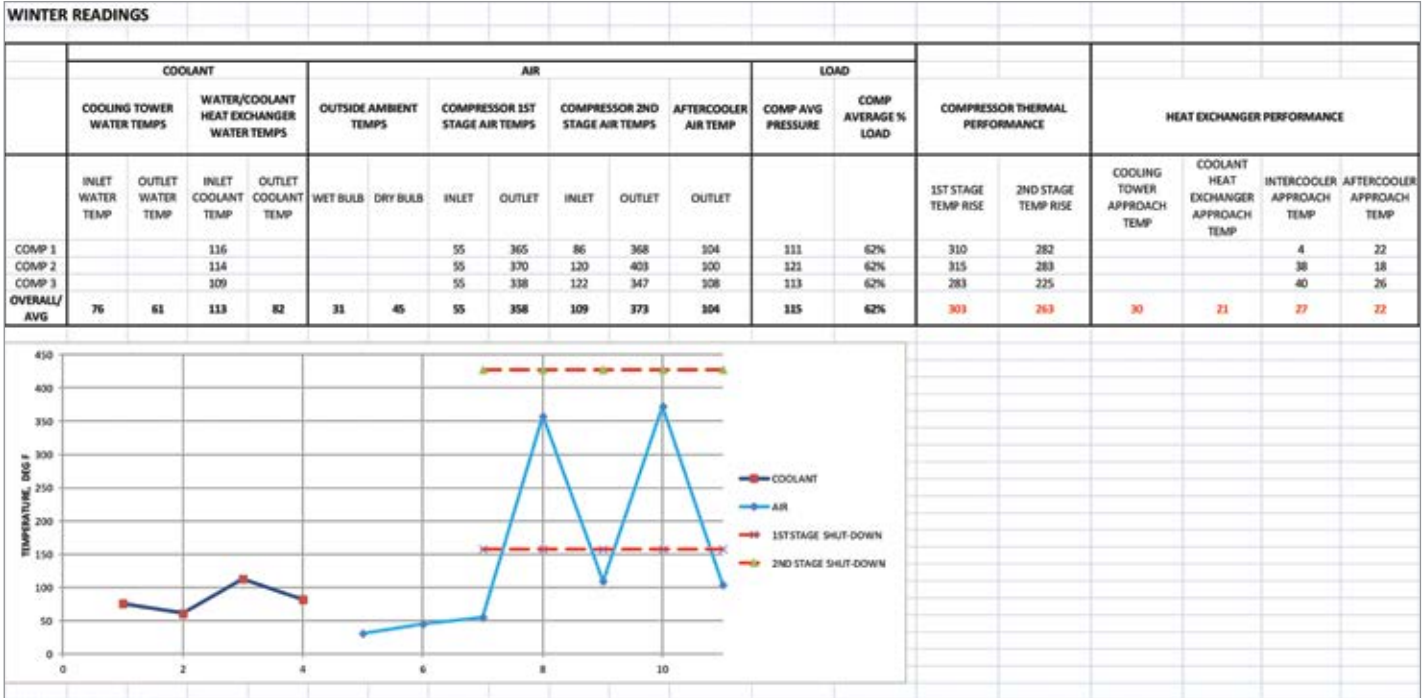 WINTER READINGS
COOLANT AIR LOAD
COOLING TOWER WATER/COOLANT OUTSIDE AMBIENT COMPRESSOR 1ST COMPRESSOR 2ND AFTERCOOLER COMP AVG COMP COMPRESSOR THERMAL HEAT EXCHANGER PERFORMANCE
WATER TEMPS HEAT EXCHANGER TEMPS STAGE AIR TEMPS STAGE AIR TEMPS AIR TEMP PRESSURE AVERAGE % PERFORMANCE
WATER TEMPS LOAD
INLET OUTLET INLET OUTLET WET BULB DRY BULB INLET OUTLET INLET OUTLET OUTLET 1ST STAGE 2ND STAGE COOLING COOLANT INTERCOOLER AFTERCOOLER
WATER WATER COOLANT COOLANT TEMP RISE TEMP RISE TOWER HEAT APPROACH APPROACH
TEMP TEMP TEMP TEMP APPROACH EXCHANGER TEMP TEMP
TEMP APPROACH
TEMP
COMP 1 116 55 365 86 368 104 111 62% 310 282 4 22
COMP 2 114 55 370 120 403 100 121 62% 315 283 38 18
COMP 3 109 55 338 122 347 108 113 62% 283 225 40 26
OVERALL/
AVG 76 61 113 82 31 45 55 358 109 373 104 115 62% 303 263 30 21 27 22
450
400
350
300
250
200
150
100
50
0
TEMPERATURE, DEG F
0 2 4 6 8 10
COOLANT
AIR
1ST STAGE SHUT-DOWN
2ND STAGE SHUT-DOWN